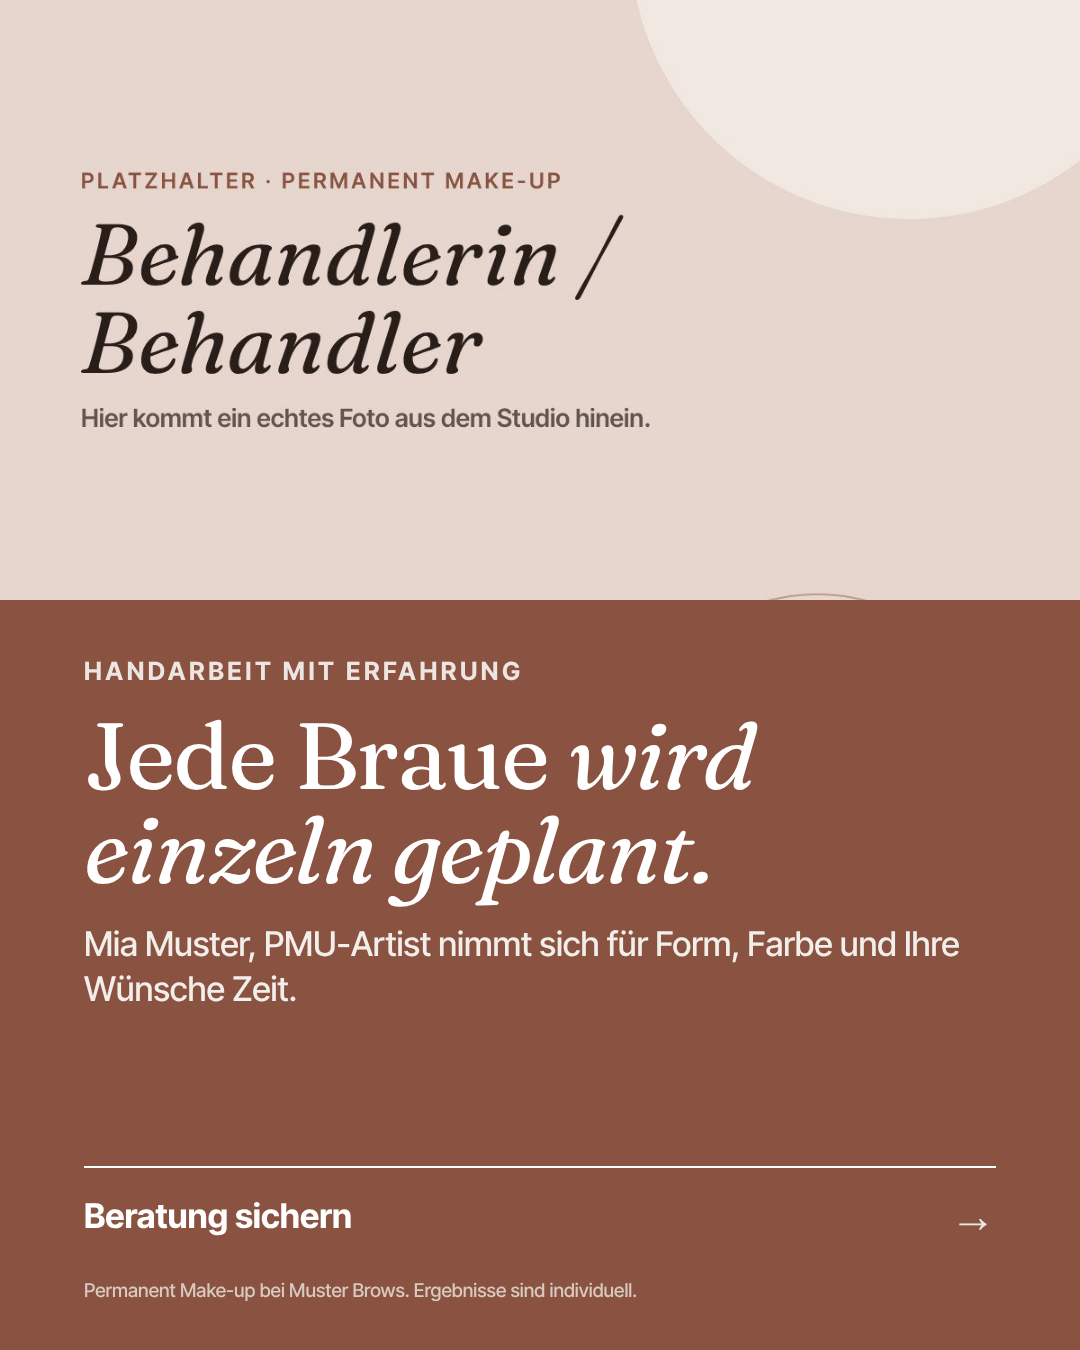 PLATZHALTER · PERMANENT MAKE-UP
Behandlerin /
Behandler
Hier kommt ein echtes Foto aus dem Studio hinein.
HANDARBEIT MIT ERFAHRUNG
Jede Braue wird
einzeln geplant.
Mia Muster, PMU-Artist nimmt sich für Form, Farbe und Ihre
Wünsche Zeit.
Beratung sichern →
Permanent Make-up bei Muster Brows. Ergebnisse sind individuell.